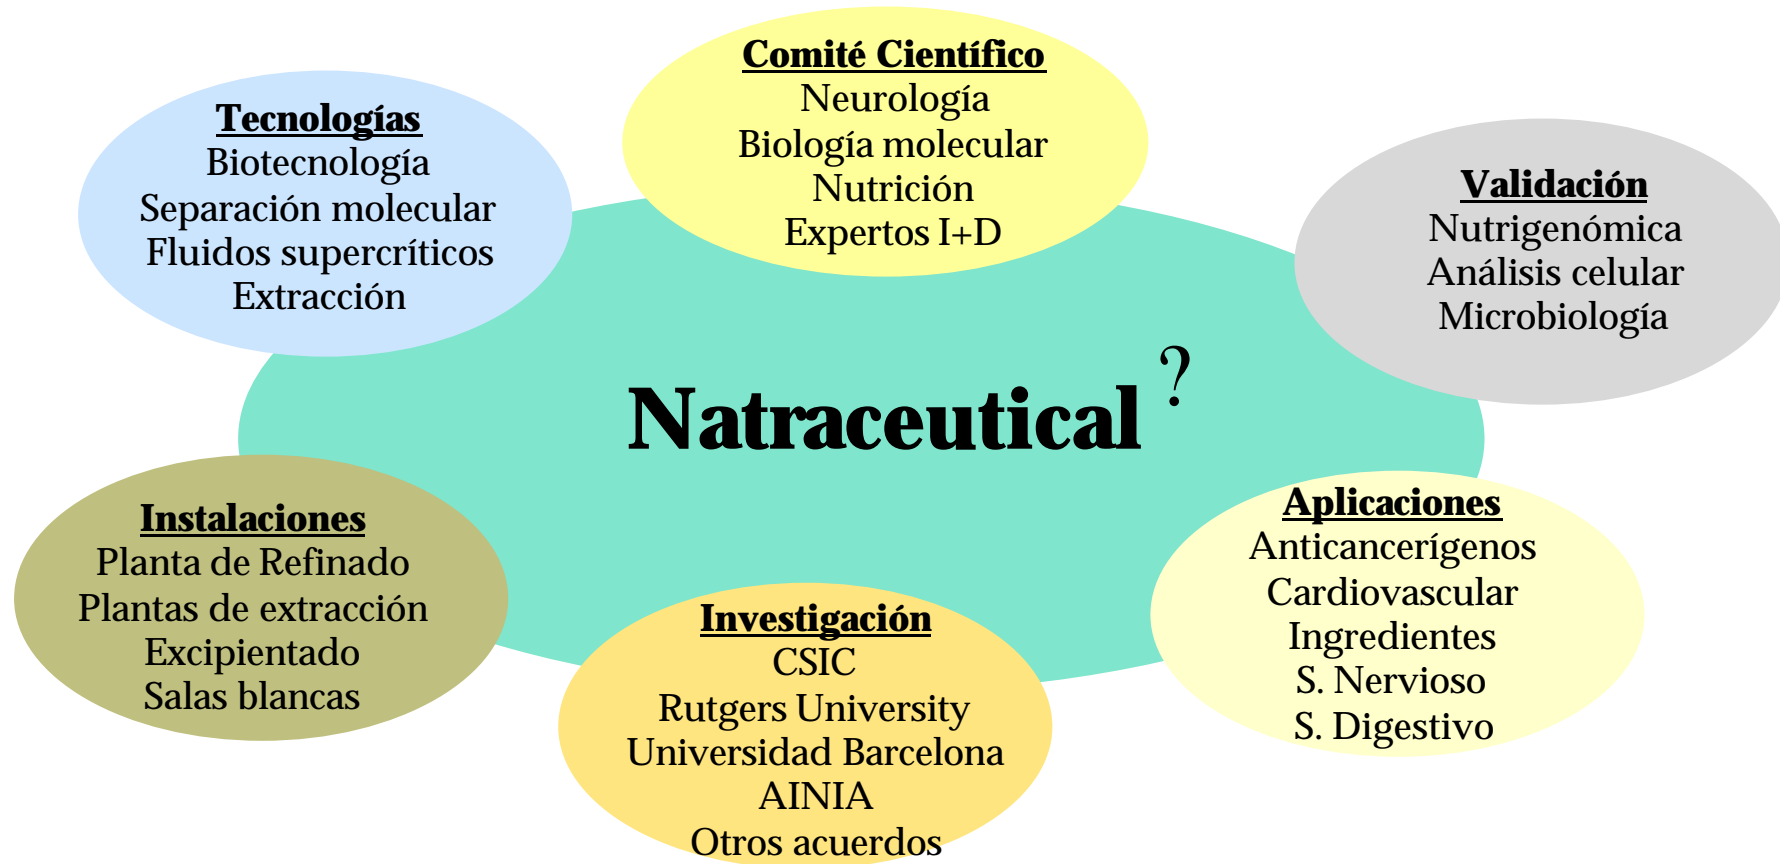 Comité Científico
Neurología
Biología molecular
Nutrición
Expertos I+D
Tecnologías
Biotecnología
Separación molecular
Fluidos supercríticos
Extracción
Validación
Nutrigenómica
Análisis celular
Microbiología
Natraceutical ?
Instalaciones
Planta de Refinado
Plantas de extracción
Excipientado
Salas blancas
Investigación
CSIC
Rutgers University
Universidad Barcelona
AINIA
Otros acuerdos
Aplicaciones
Anticancerígenos
Cardiovascular
Ingredientes
S. Nervioso
S. Digestivo